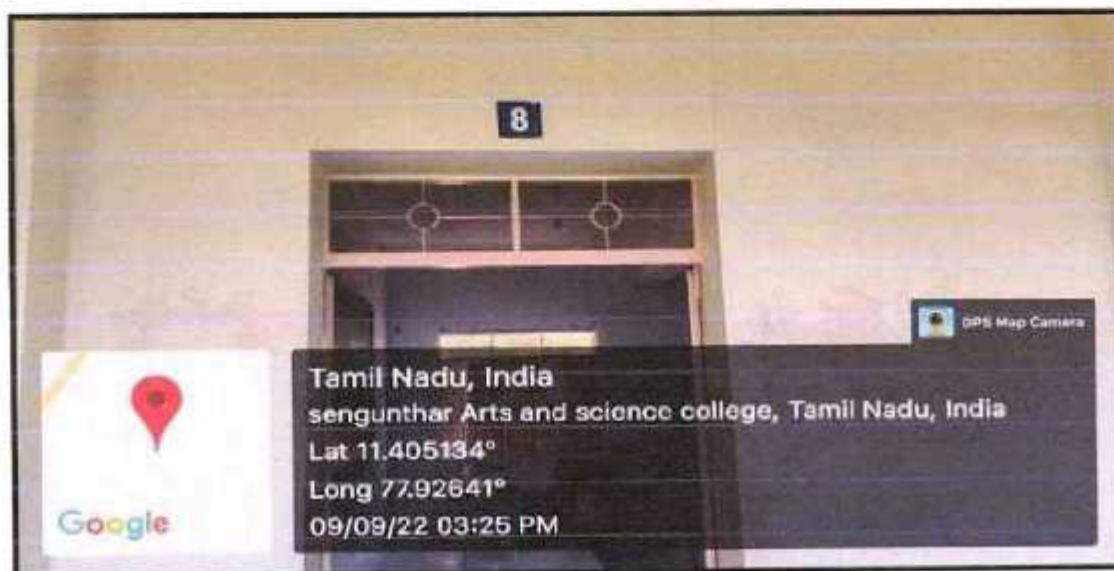 8
GPS Map Camera
Tamil Nadu, India
sengunthar Arts and science college, Tamil Nadu, India
Lat 11.405134°
Long 77.92641°
09/09/22 03:25 PM
Google